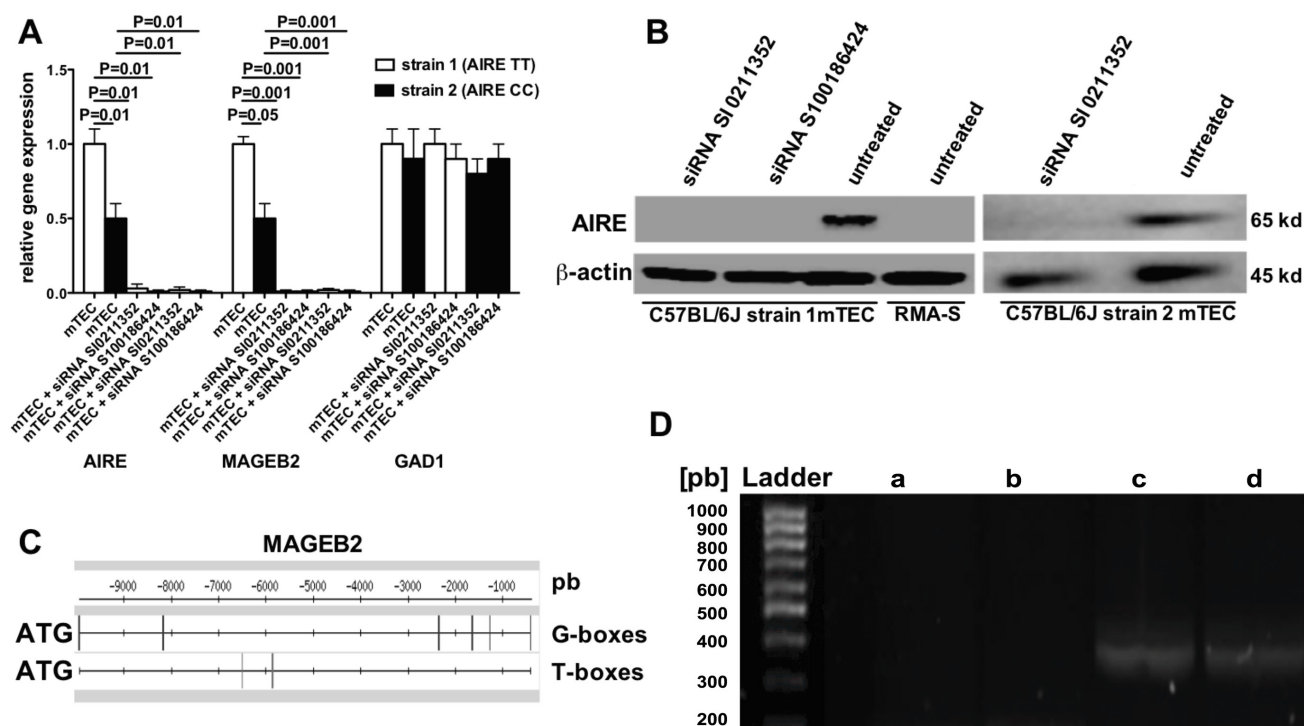 A
P=0.01
P=0.01
P=0.01
P=0.01
P=0.01
P=0.001
P=0.001
P=0.001
P=0.001
P=0.05
strain 1 (AIRE TT)
strain 2 (AIRE CC)
relative gene expression
1.5
1.0
0.5
0.0
mTEC
mTEC
mTEC + siRNA SI0211352
mTEC + siRNA S100186424
mTEC + siRNA SI0211352
mTEC + siRNA S100186424
mTEC
mTEC
mTEC + siRNA SI0211352
mTEC + siRNA S100186424
mTEC + siRNA SI0211352
mTEC + siRNA S100186424
mTEC
mTEC
mTEC + siRNA SI0211352
mTEC + siRNA S100186424
mTEC + siRNA SI0211352
mTEC + siRNA S100186424
AIRE MAGEB2 GAD1
B
siRNA SI0211352
siRNA S100186424
untreated
untreated
siRNA SI0211352
untreated
AIRE 65 kd
β-actin 45 kd
C57BL/6J strain 1mTEC RMA-S C57BL/6J strain 2 mTEC
C
MAGEB2
-9000 -8000 -7000 -6000 -5000 -4000 -3000 -2000 -1000 pb
ATG G-boxes
ATG T-boxes
D
[pb] Ladder a b c d
1000
900
800
700
600
500
400
300
200